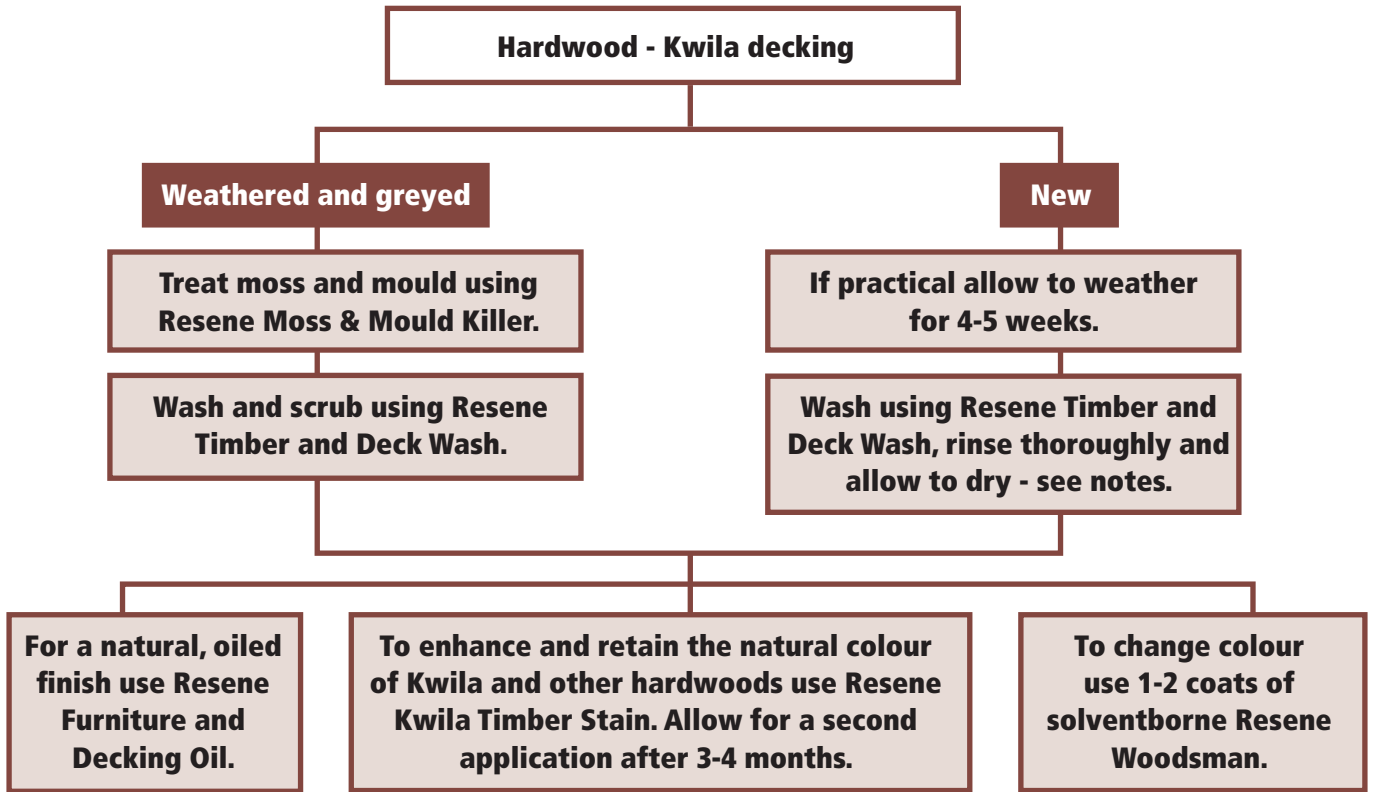 Hardwood - Kwila decking
Weathered and greyed
New
Treat moss and mould using
Resene Moss & Mould Killer.
If practical allow to weather
for 4-5 weeks.
Wash and scrub using Resene
Timber and Deck Wash.
Wash using Resene Timber and
Deck Wash, rinse thoroughly and
allow to dry - see notes.
For a natural, oiled
finish use Resene
Furniture and
Decking Oil.
To enhance and retain the natural colour
of Kwila and other hardwoods use Resene
Kwila Timber Stain. Allow for a second
application after 3-4 months.
To change colour
use 1-2 coats of
solventborne Resene
Woodsman.